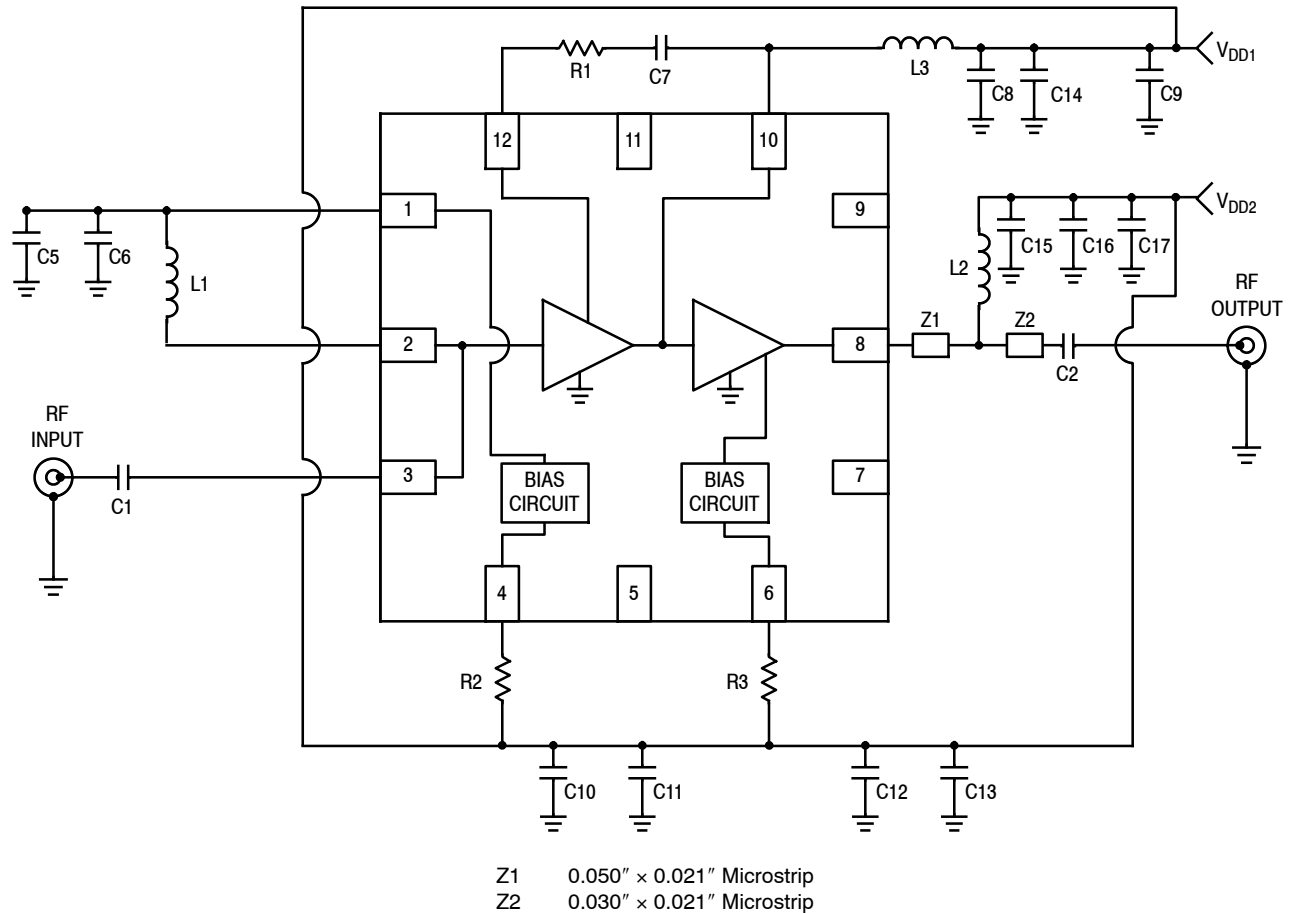 VDD1
R1
C7
L3
C8
C14
C9
12
11
10
1
9
VDD2
C5
C6
L1
C15
C16
C17
L2
RF
OUTPUT
2
8
Z1
Z2
C2
RF
INPUT
C1
3
BIAS
CIRCUIT
BIAS
CIRCUIT
7
4
5
6
R2
R3
C10
C11
C12
C13
Z1 0.050″ × 0.021″ Microstrip
Z2 0.030″ × 0.021″ Microstrip